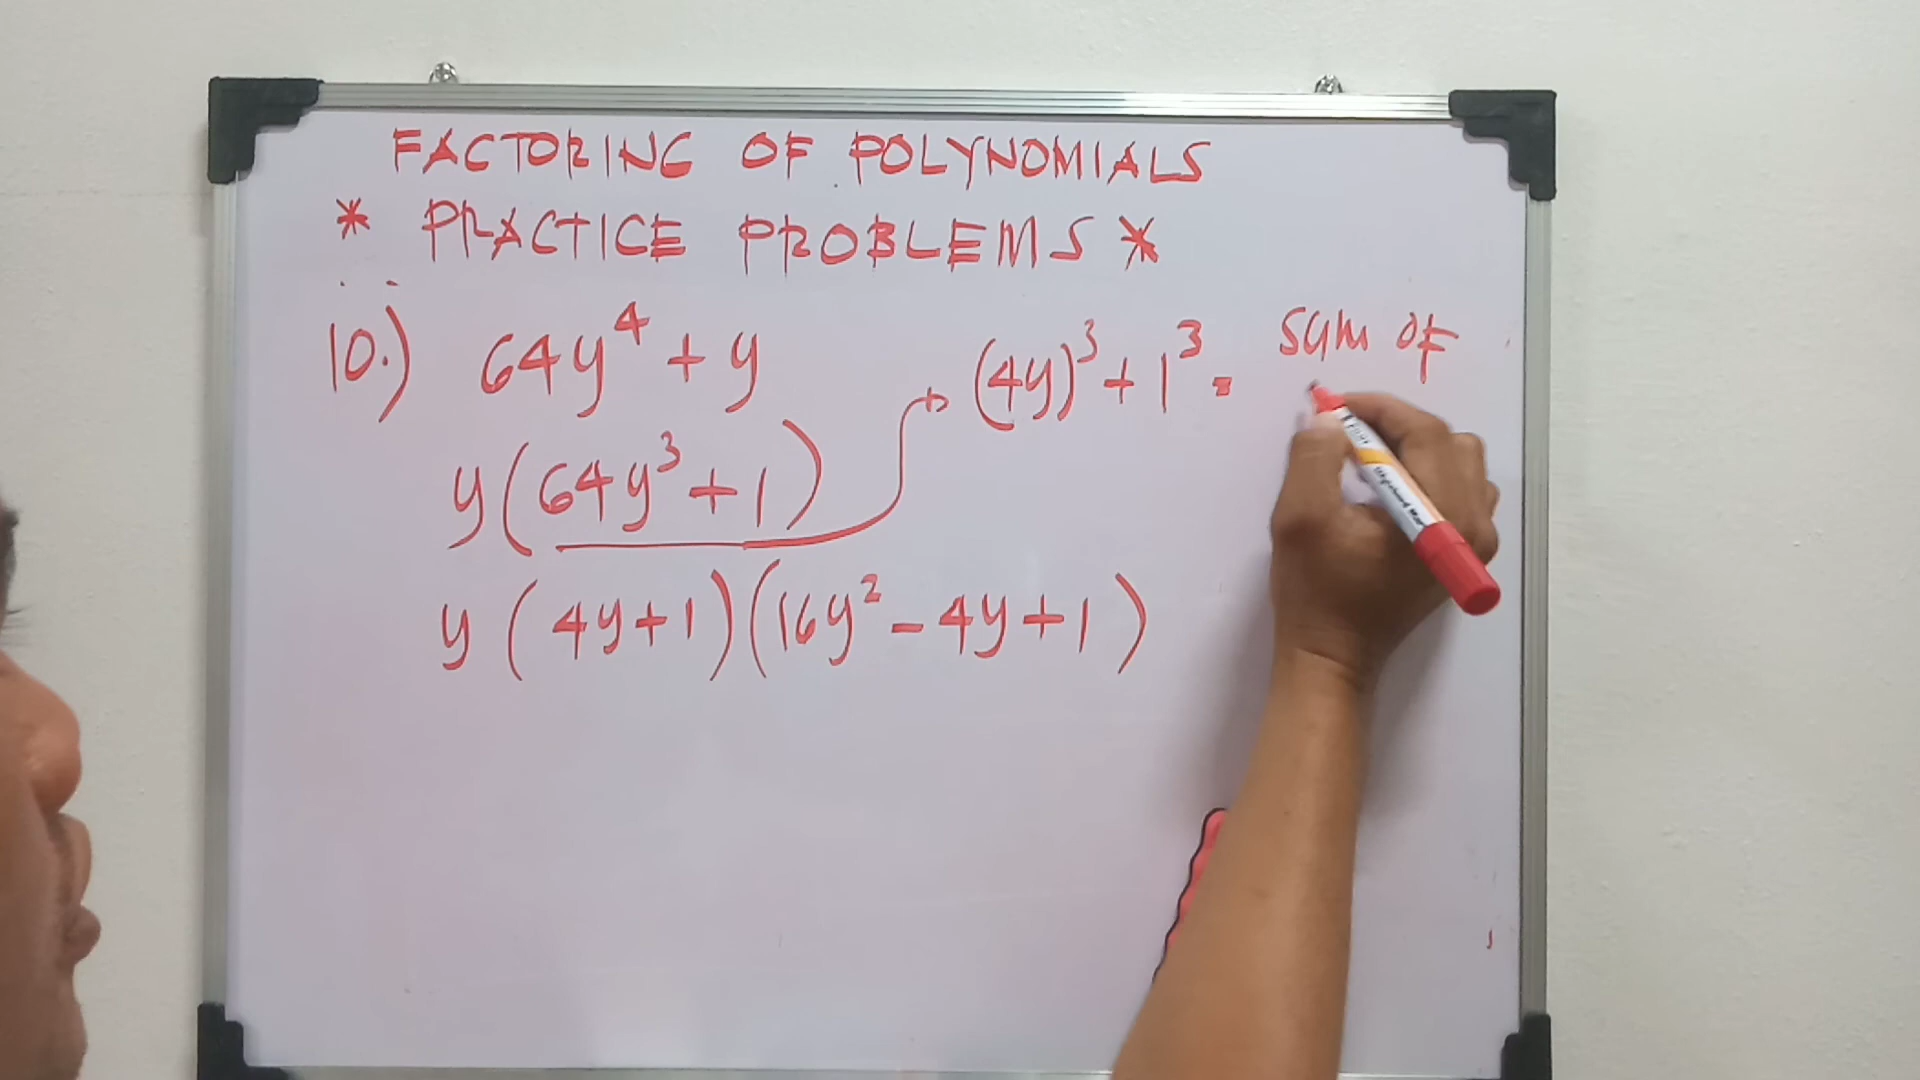 FACTORING OF POLYNOMIALS
* PRACTICE PROBLEMS *
10.) 64y⁴ + y
(4y)³ + 1³ = sum of
y(64y³ + 1)
y(4y+1)(16y² - 4y + 1)